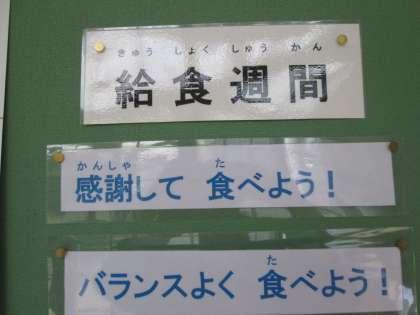 きゅう しょく しゅう かん
給食週間
かんしゃ た
感謝して 食べよう!
た
バランスよく 食べよう!